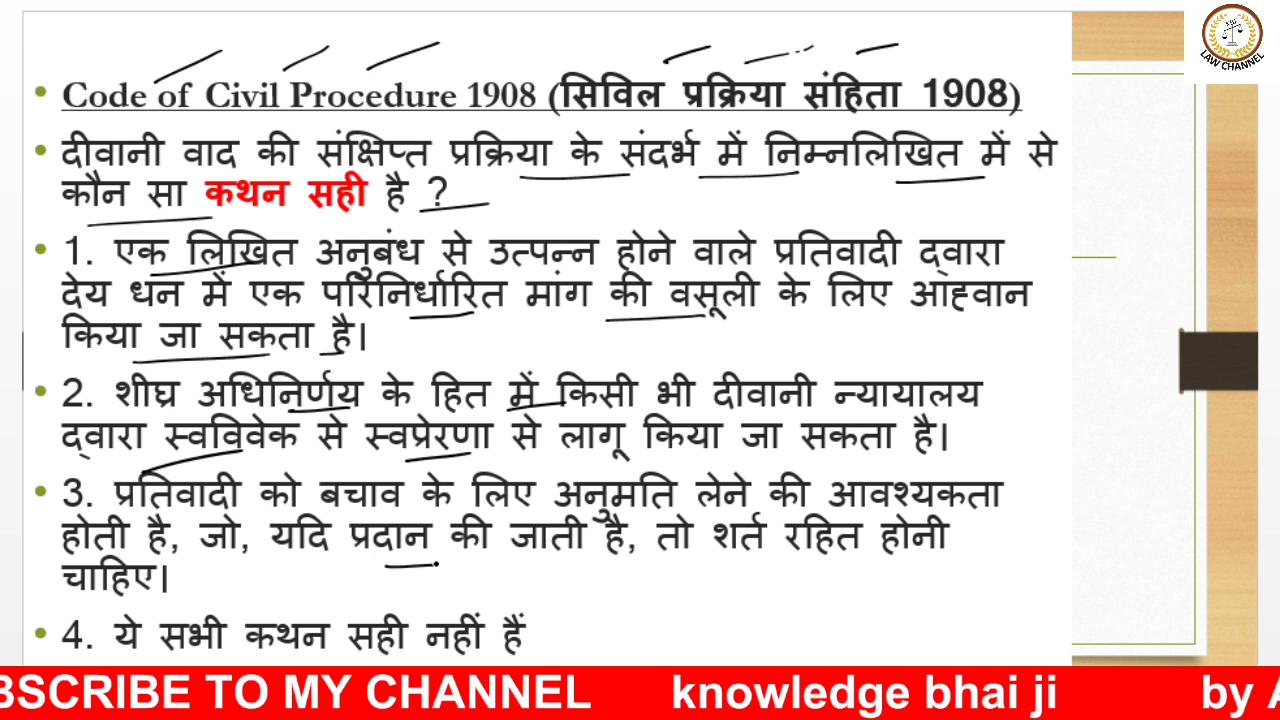 LAW CHANNEL
Code of Civil Procedure 1908 (सिविल प्रक्रिया संहिता 1908)
दीवानी वाद की संक्षिप्त प्रक्रिया के संदर्भ में निम्नलिखित में से
कौन सा कथन सही है ?
1. एक लिखित अनुबंध से उत्पन्न होने वाले प्रतिवादी द्वारा
देय धन में एक परिनिर्धारित मांग की वसूली के लिए आह्वान
किया जा सकता है।
2. शीघ्र अधिनिर्णय के हित में किसी भी दीवानी न्यायालय
द्वारा स्वविवेक से स्वप्रेरणा से लागू किया जा सकता है।
3. प्रतिवादी को बचाव के लिए अनुमति लेने की आवश्यकता
होती है, जो, यदि प्रदान की जाती है, तो शर्त रहित होनी
चाहिए।
4. ये सभी कथन सही नहीं हैं
BSCRIBE TO MY CHANNEL knowledge bhai ji by A